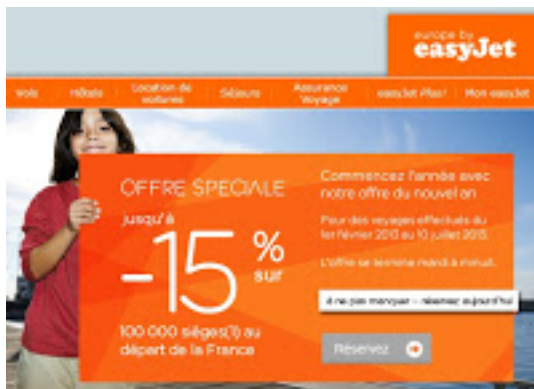 europe by
easyJet
Vols Hôtels Location de voitures Séjours Assurance Voyage easyJet Plus! Mon easyJet
OFFRE SPECIALE
jusqu'à
-15 % sur
100 000 sièges(1) au
départ de la France
Commencez l'année avec
notre offre du nouvel an
Pour des voyages effectués du
1er février 2013 au 10 juillet 2013.
L'offre se termine mardi à minuit.
à ne pas manquer - réservez aujourd'hui
Réservez